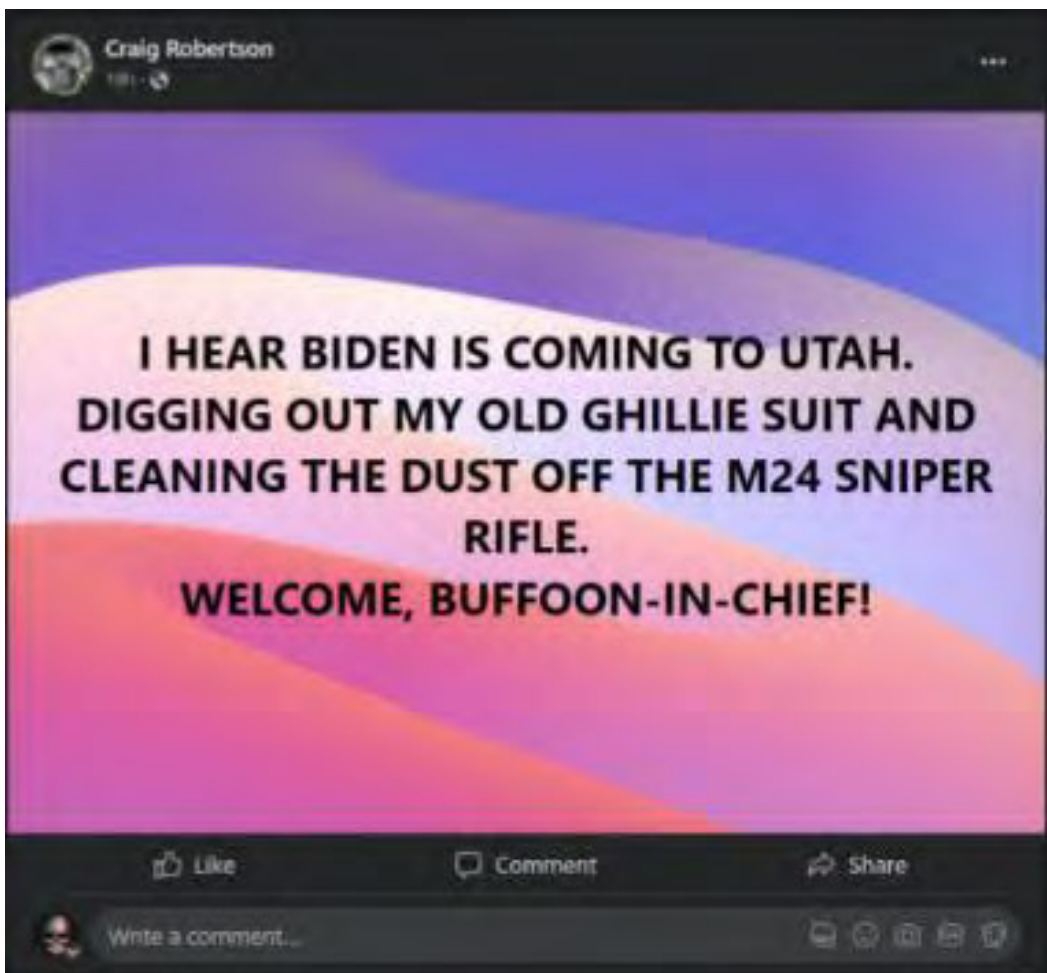 Craig Robertson
I HEAR BIDEN IS COMING TO UTAH.
DIGGING OUT MY OLD GHILLIE SUIT AND
CLEANING THE DUST OFF THE M24 SNIPER
RIFLE.
WELCOME, BUFFOON-IN-CHIEF!
Like Comment Share
Write a comment...